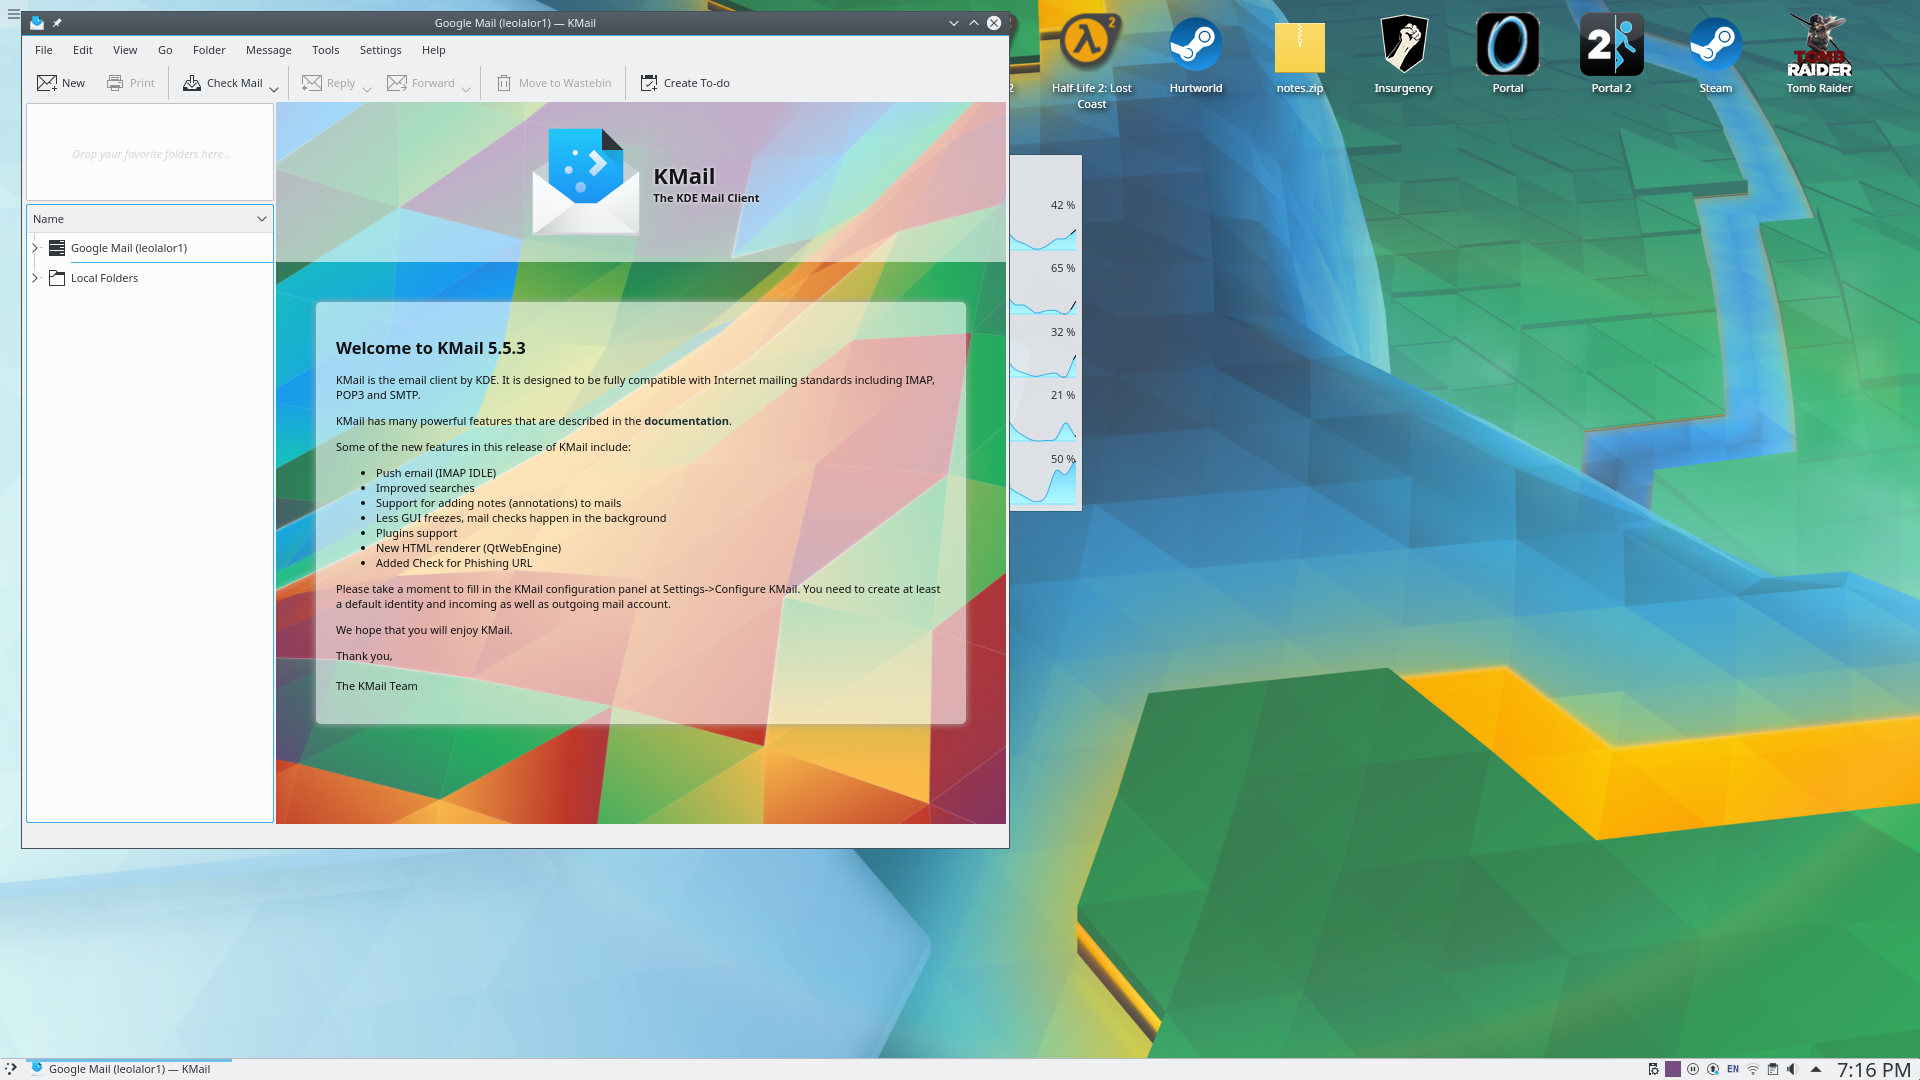 Google Mail (leolalor1) — KMail
File Edit View Go Folder Message Tools Settings Help
New Print Check Mail Reply Forward Move to Wastebin Create To-do
Drop your favorite folders here...
Name
Google Mail (leolalor1)
Local Folders
KMail
The KDE Mail Client
Welcome to KMail 5.5.3
KMail is the email client by KDE. It is designed to be fully compatible with Internet mailing standards including IMAP,
POP3 and SMTP.
KMail has many powerful features that are described in the documentation.
Some of the new features in this release of KMail include:
Push email (IMAP IDLE)
Improved searches
Support for adding notes (annotations) to mails
Less GUI freezes, mail checks happen in the background
Plugins support
New HTML renderer (QtWebEngine)
Added Check for Phishing URL
Please take a moment to fill in the KMail configuration panel at Settings->Configure KMail. You need to create at least
a default identity and incoming as well as outgoing mail account.
We hope that you will enjoy KMail.
Thank you,
The KMail Team
42 %
65 %
32 %
21 %
50 %
2
2
2
Half-Life 2: Lost
Coast
Hurtworld
notes.zip
Insurgency
Portal
2
Portal 2
Steam
TOMB
RAIDER
Tomb Raider
Google Mail (leolalor1) — KMail
EN
7:16 PM